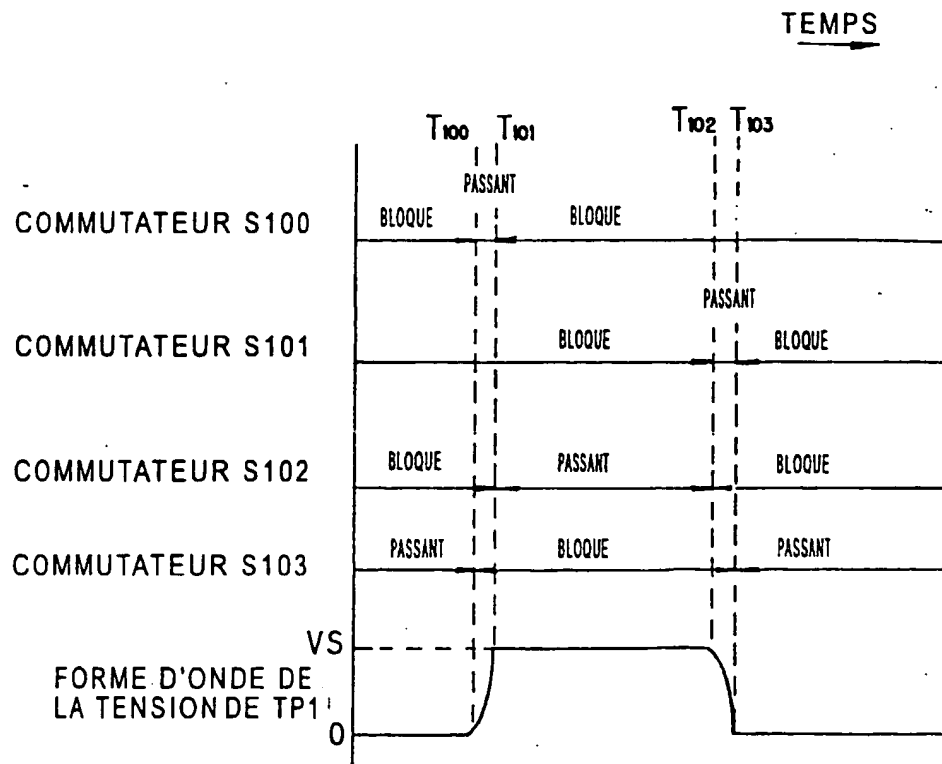 TEMPS
T100 T101 T102 T103
PASSANT
COMMUTATEUR S100 BLOQUE BLOQUE
PASSANT
COMMUTATEUR S101 BLOQUE BLOQUE
COMMUTATEUR S102 BLOQUE PASSANT BLOQUE
COMMUTATEUR S103 PASSANT BLOQUE PASSANT
VS
FORME D'ONDE DE
LA TENSION DE TP1
0